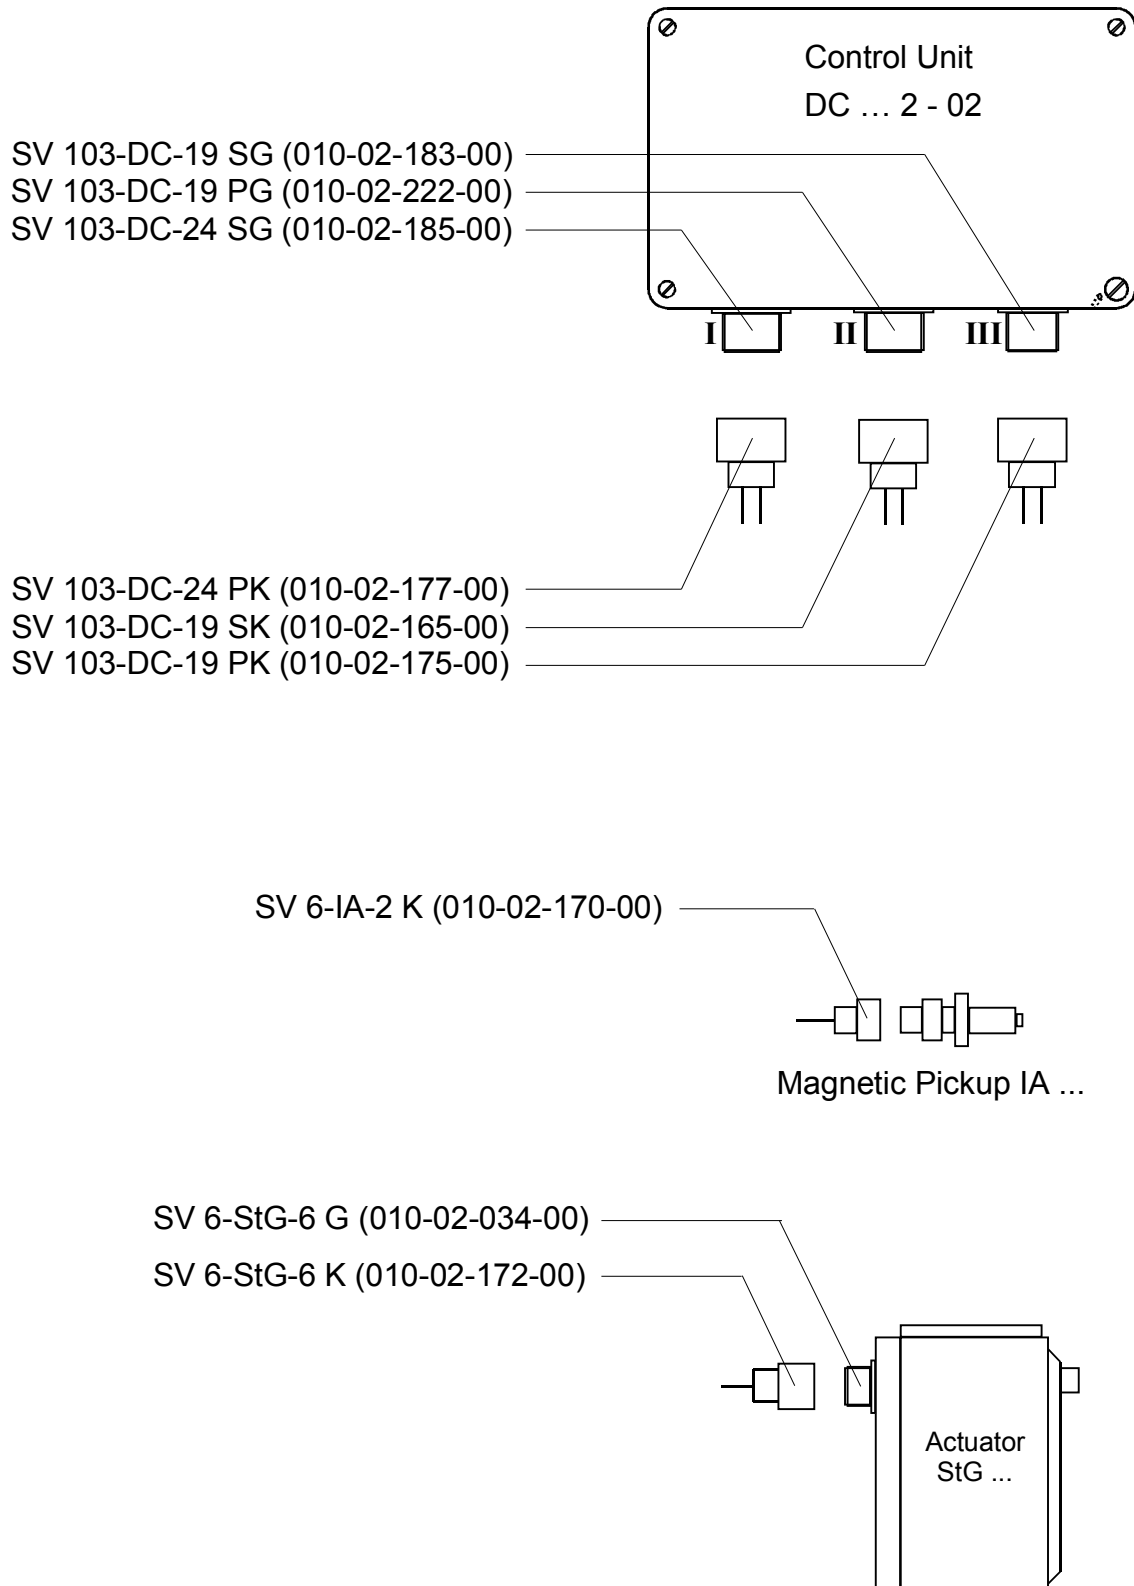 Control Unit
DC … 2 - 02
SV 103-DC-19 SG (010-02-183-00)
SV 103-DC-19 PG (010-02-222-00)
SV 103-DC-24 SG (010-02-185-00)
I II III
SV 103-DC-24 PK (010-02-177-00)
SV 103-DC-19 SK (010-02-165-00)
SV 103-DC-19 PK (010-02-175-00)
SV 6-IA-2 K (010-02-170-00)
Magnetic Pickup IA ...
SV 6-StG-6 G (010-02-034-00)
SV 6-StG-6 K (010-02-172-00)
Actuator
StG ...